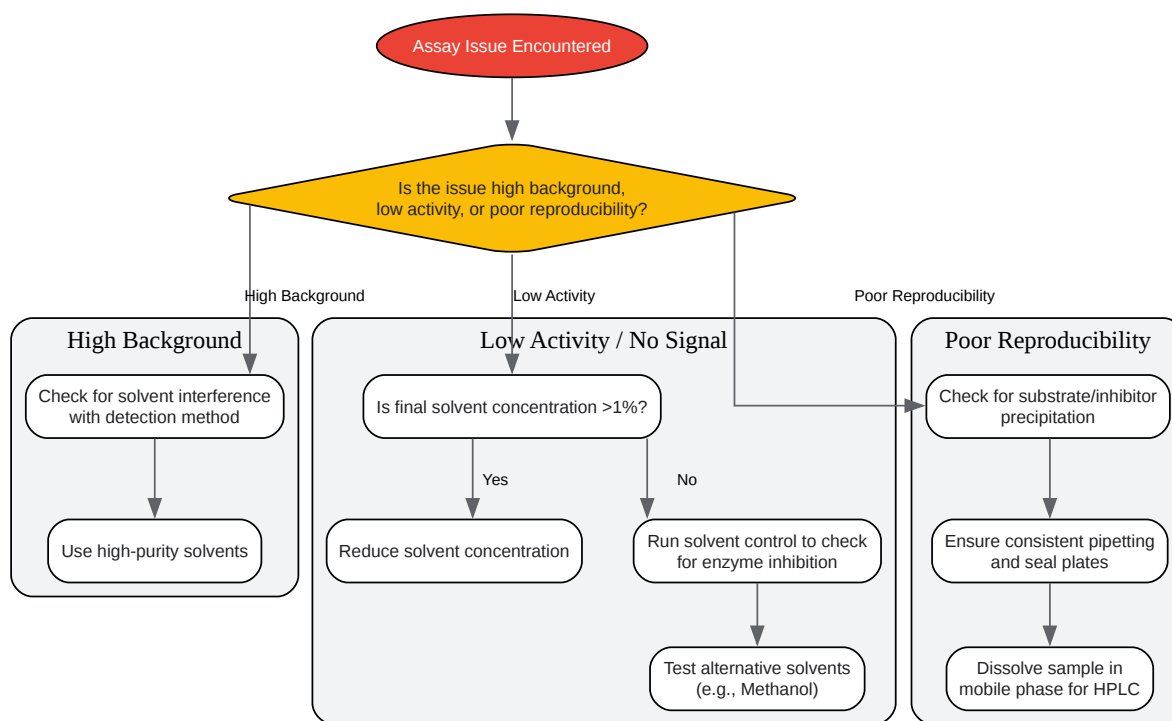 Assay Issue Encountered
Is the issue high background,
low activity, or poor reproducibility?
High Background
Low Activity
Poor Reproducibility
High Background
Check for solvent interference
with detection method
Use high-purity solvents
Low Activity / No Signal
Is final solvent concentration >1%?
Yes
No
Reduce solvent concentration
Run solvent control to check
for enzyme inhibition
Test alternative solvents
(e.g., Methanol)
Poor Reproducibility
Check for substrate/inhibitor
precipitation
Ensure consistent pipetting
and seal plates
Dissolve sample in
mobile phase for HPLC